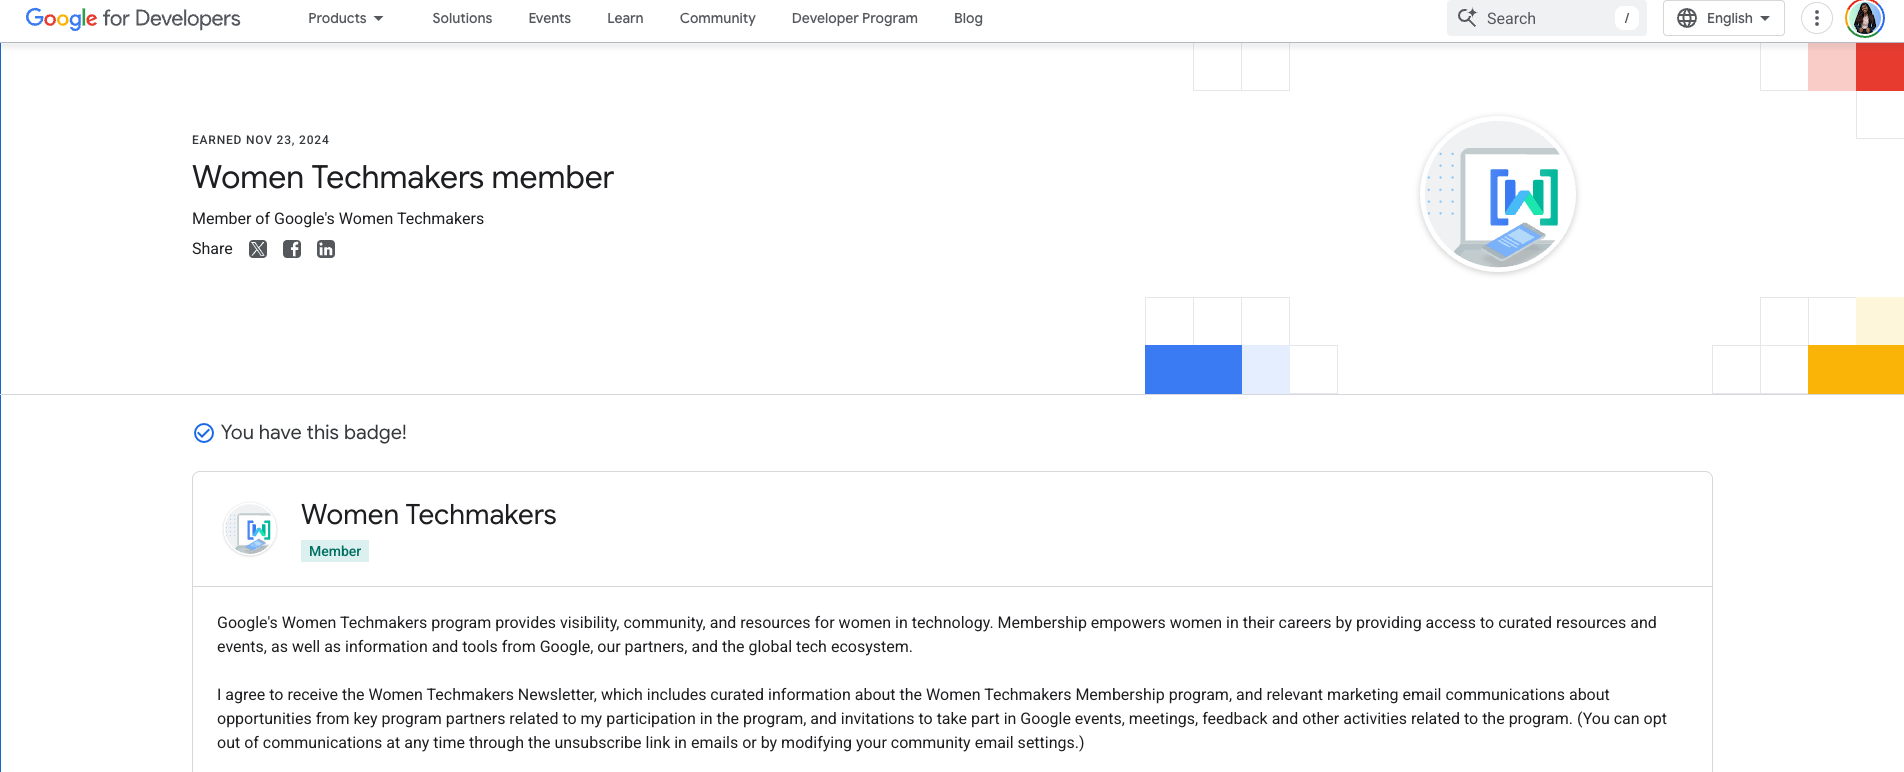 Google for Developers
Products
Solutions
Events
Learn
Community
Developer Program
Blog
Search
/
English
EARNED NOV 23, 2024
Women Techmakers member
Member of Google's Women Techmakers
Share
You have this badge!
Women Techmakers
Member
Google's Women Techmakers program provides visibility, community, and resources for women in technology. Membership empowers women in their careers by providing access to curated resources and
events, as well as information and tools from Google, our partners, and the global tech ecosystem.
I agree to receive the Women Techmakers Newsletter, which includes curated information about the Women Techmakers Membership program, and relevant marketing email communications about
opportunities from key program partners related to my participation in the program, and invitations to take part in Google events, meetings, feedback and other activities related to the program. (You can opt
out of communications at any time through the unsubscribe link in emails or by modifying your community email settings.)